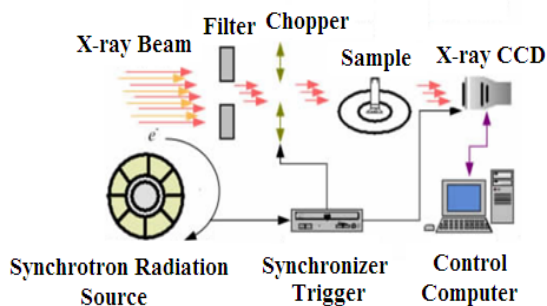 X-ray Beam
Filter
Chopper
Sample
X-ray CCD
e-
Synchrotron Radiation
Source
Synchronizer
Trigger
Control
Computer